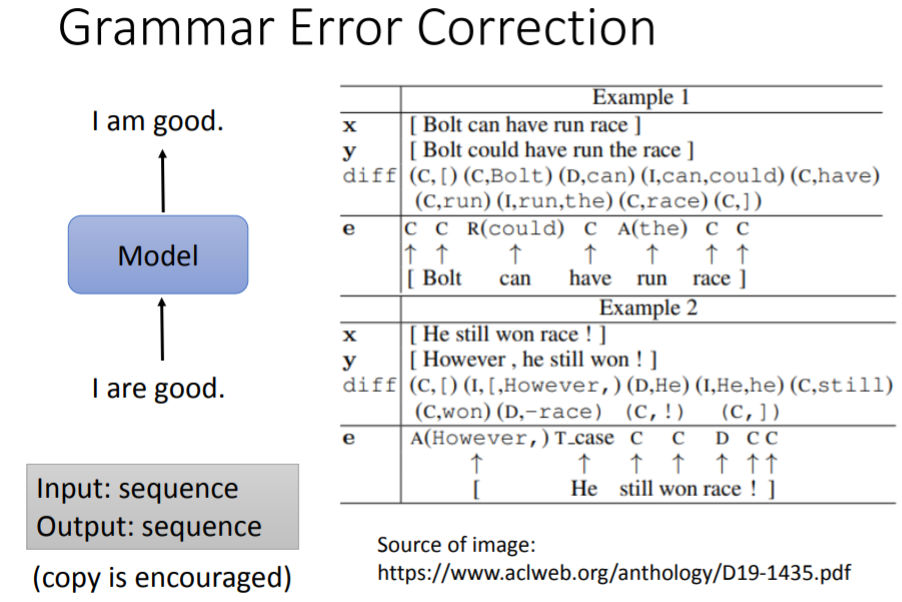 Grammar Error Correction
I am good.
Model
I are good.
Input: sequence
Output: sequence
(copy is encouraged)
Example 1
x [ Bolt can have run race ]
y [ Bolt could have run the race ]
diff (C,[) (C,Bolt) (D,can) (I,can,could) (C,have)
(C,run) (I,run,the) (C,race) (C,])
e C C R(could) C A(the) C C
↑ ↑ ↑ ↑ ↑ ↑ ↑
[ Bolt can have run race ]
Example 2
x [ He still won race ! ]
y [ However , he still won ! ]
diff (C,[) (I,[,However,) (D,He) (I,He,he) (C,still)
(C,won) (D,-race) (C,!) (C,])
e A(However,) T_case C C D C C
↑ ↑ ↑ ↑ ↑ ↑ ↑
[ He still won race ! ]
Source of image:
https://www.aclweb.org/anthology/D19-1435.pdf